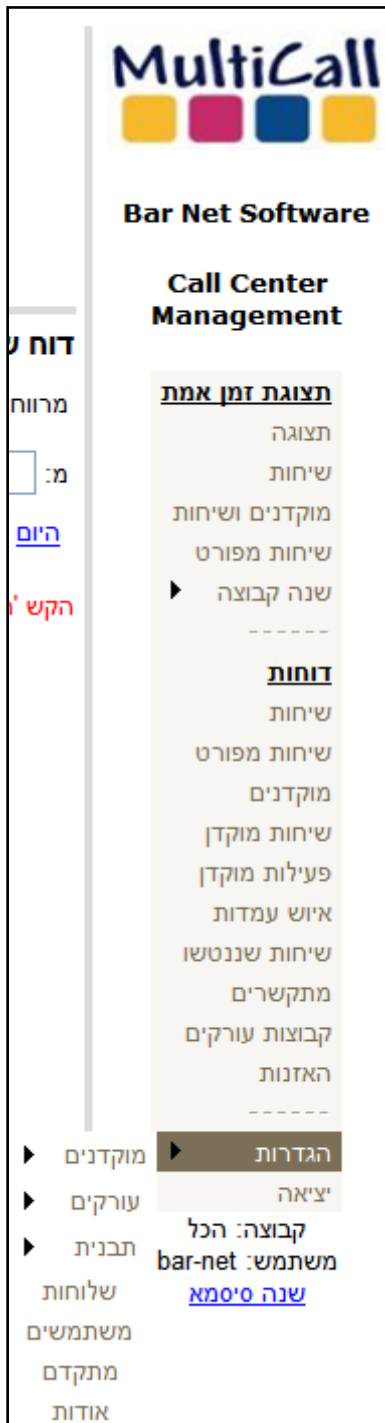 MultiCall
Bar Net Software
Call Center
Management
תצוגת זמן אמת
תצוגה
שיחות
מוקדנים ושיחות
שיחות מפורט
שנה קבוצה
------
דוחות
שיחות
שיחות מפורט
מוקדנים
שיחות מוקדן
פעילות מוקדן
איוש עמדות
שיחות שננטשו
מתקשרים
קבוצות עורקים
האזנות
------
הגדרות
יציאה
קבוצה: הכל
משתמש: bar-net
שנה סיסמא
מוקדנים
עורקים
תבנית
שלוחות
משתמשים
מתקדם
אודות
דוח
מרווח
מ:
היום
הקש